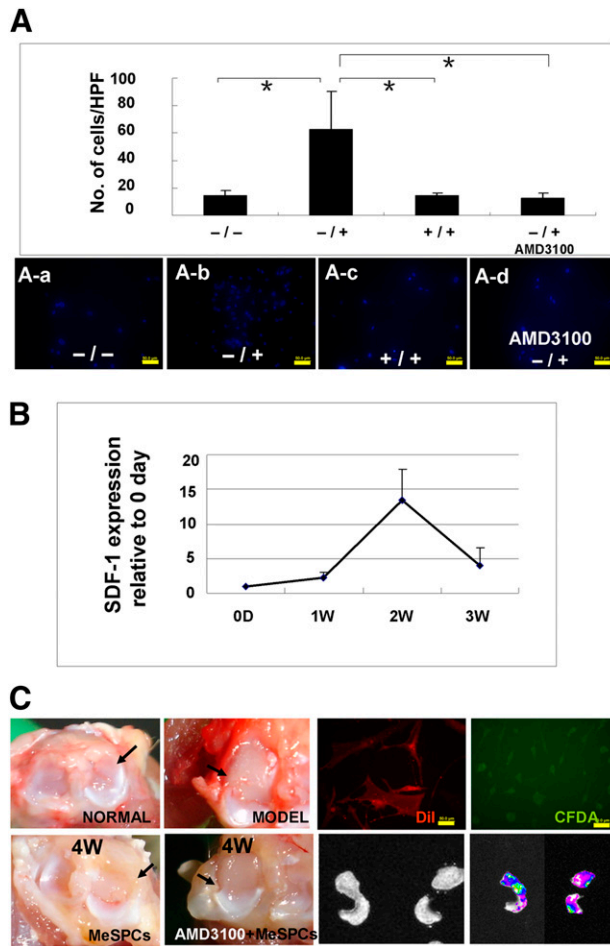 A
No. of cells/HPF
100
80
60
40
20
0
*
*
*
– / –
– / +
+ / +
– / +
AMD3100
A-a
– / –
A-b
– / +
A-c
+ / +
A-d
AMD3100
– / +
B
SDF-1 expression
relative to 0 day
20
15
10
5
0
0D
1W
2W
3W
C
NORMAL
MODEL
DiI
CFDA
4W
MeSPCs
4W
AMD3100+MeSPCs